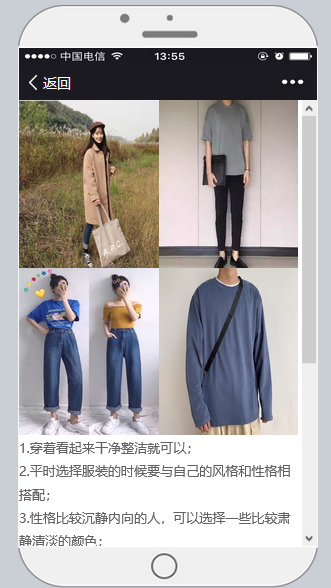 中国电信 13:55
返回
A.P.C.
1.穿着看起来干净整洁就可以；
2.平时选择服装的时候要与自己的风格和性格相
搭配；
3.性格比较沉静内向的人，可以选择一些比较肃
静清淡的颜色；